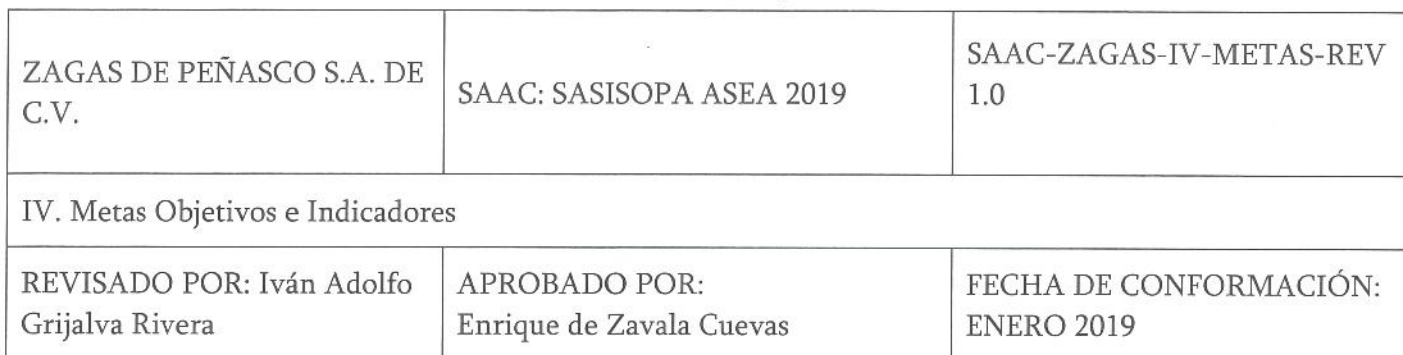 ZAGAS DE PEÑASCO S.A. DE
C.V.
SAAC: SASISOPA ASEA 2019
SAAC-ZAGAS-IV-METAS-REV
1.0
IV. Metas Objetivos e Indicadores
REVISADO POR: Iván Adolfo
Grijalva Rivera
APROBADO POR:
Enrique de Zavala Cuevas
FECHA DE CONFORMACIÓN:
ENERO 2019